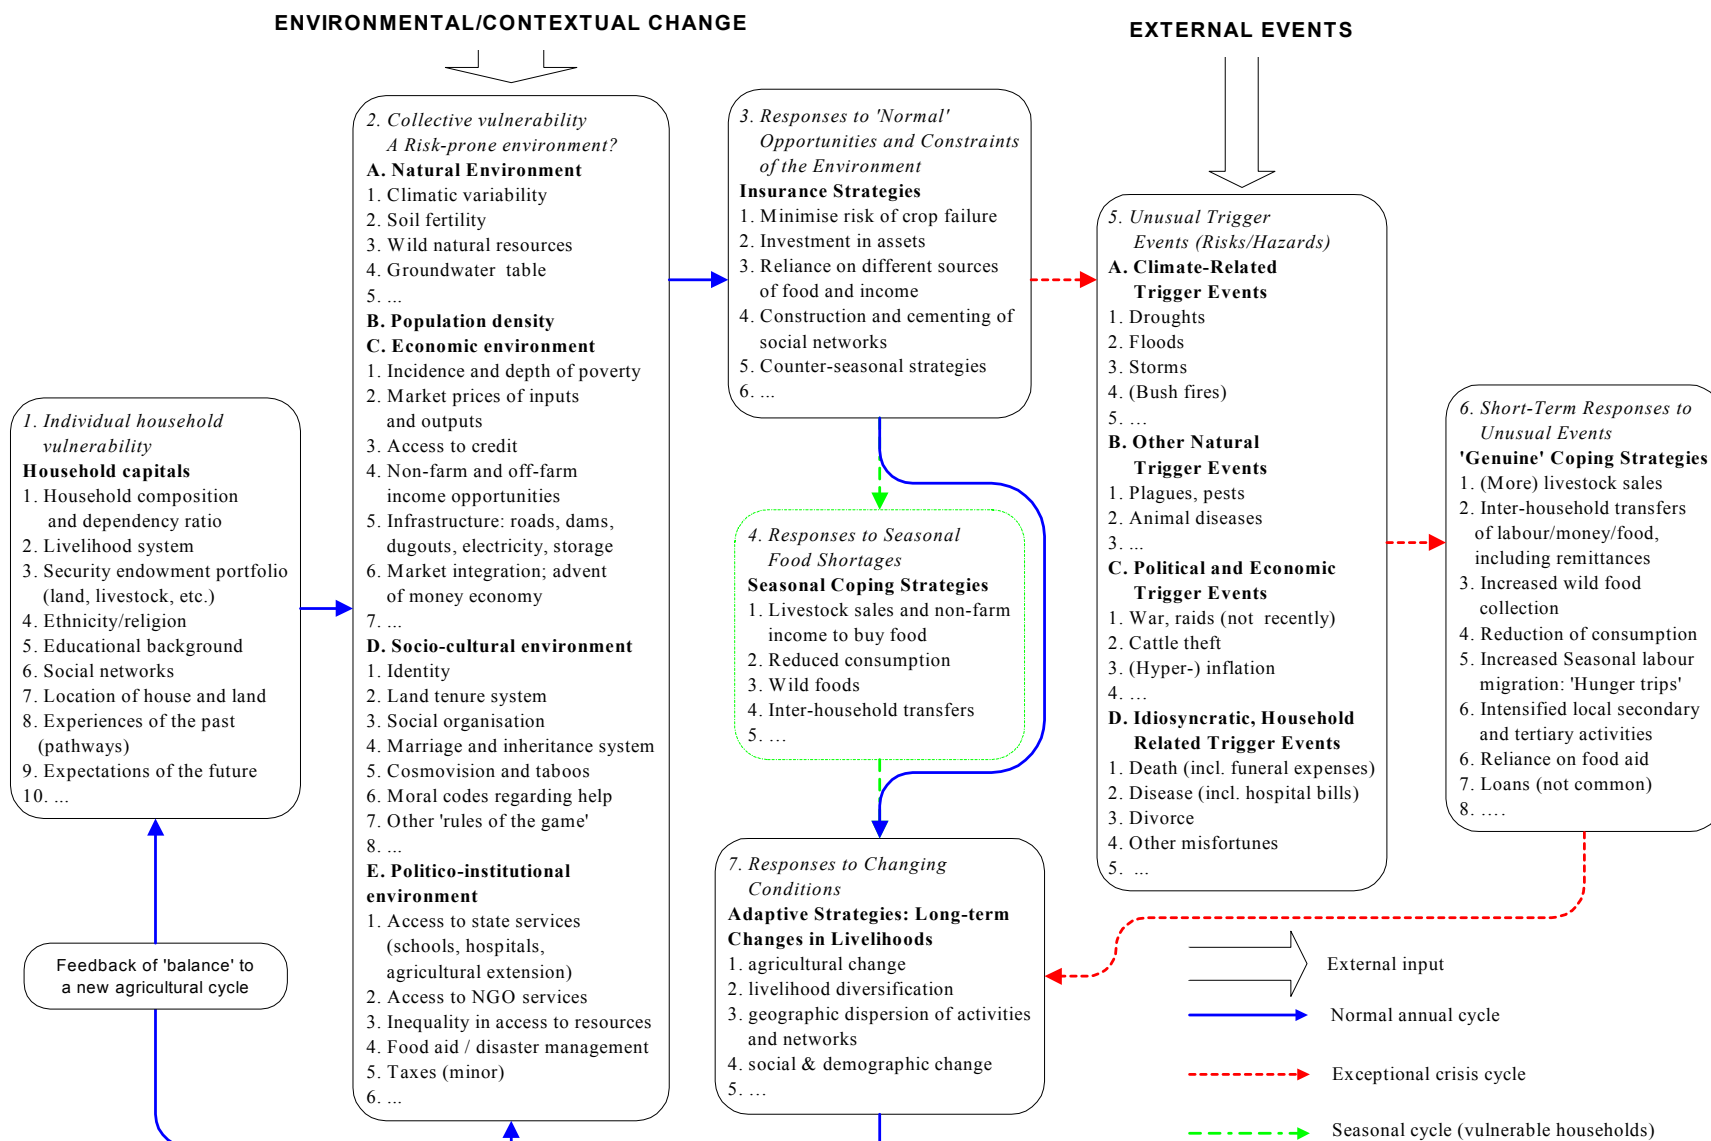 ENVIRONMENTAL/CONTEXTUAL CHANGE
EXTERNAL EVENTS
1. Individual household
vulnerability
Household capitals
1. Household composition
and dependency ratio
2. Livelihood system
3. Security endowment portfolio
(land, livestock, etc.)
4. Ethnicity/religion
5. Educational background
6. Social networks
7. Location of house and land
8. Experiences of the past
(pathways)
9. Expectations of the future
10. ...
Feedback of 'balance' to
a new agricultural cycle
2. Collective vulnerability
A Risk-prone environment?
A. Natural Environment
1. Climatic variability
2. Soil fertility
3. Wild natural resources
4. Groundwater table
5. ...
B. Population density
C. Economic environment
1. Incidence and depth of poverty
2. Market prices of inputs
and outputs
3. Access to credit
4. Non-farm and off-farm
income opportunities
5. Infrastructure: roads, dams,
dugouts, electricity, storage
6. Market integration; advent
of money economy
7. ...
D. Socio-cultural environment
1. Identity
2. Land tenure system
3. Social organisation
4. Marriage and inheritance system
5. Cosmovision and taboos
6. Moral codes regarding help
7. Other 'rules of the game'
8. ...
E. Politico-institutional
environment
1. Access to state services
(schools, hospitals,
agricultural extension)
2. Access to NGO services
3. Inequality in access to resources
4. Food aid / disaster management
5. Taxes (minor)
6. ...
3. Responses to 'Normal'
Opportunities and Constraints
of the Environment
Insurance Strategies
1. Minimise risk of crop failure
2. Investment in assets
3. Reliance on different sources
of food and income
4. Construction and cementing of
social networks
5. Counter-seasonal strategies
6. ...
4. Responses to Seasonal
Food Shortages
Seasonal Coping Strategies
1. Livestock sales and non-farm
income to buy food
2. Reduced consumption
3. Wild foods
4. Inter-household transfers
5. ...
7. Responses to Changing
Conditions
Adaptive Strategies: Long-term
Changes in Livelihoods
1. agricultural change
2. livelihood diversification
3. geographic dispersion of activities
and networks
4. social & demographic change
5. ...
5. Unusual Trigger
Events (Risks/Hazards)
A. Climate-Related
Trigger Events
1. Droughts
2. Floods
3. Storms
4. (Bush fires)
5. ...
B. Other Natural
Trigger Events
1. Plagues, pests
2. Animal diseases
3. ...
C. Political and Economic
Trigger Events
1. War, raids (not recently)
2. Cattle theft
3. (Hyper-) inflation
4. ...
D. Idiosyncratic, Household
Related Trigger Events
1. Death (incl. funeral expenses)
2. Disease (incl. hospital bills)
3. Divorce
4. Other misfortunes
5. ...
6. Short-Term Responses to
Unusual Events
'Genuine' Coping Strategies
1. (More) livestock sales
2. Inter-household transfers
of labour/money/food,
including remittances
3. Increased wild food
collection
4. Reduction of consumption
5. Increased Seasonal labour
migration: 'Hunger trips'
6. Intensified local secondary
and tertiary activities
6. Reliance on food aid
7. Loans (not common)
8. ....
External input
Normal annual cycle
Exceptional crisis cycle
Seasonal cycle (vulnerable households)